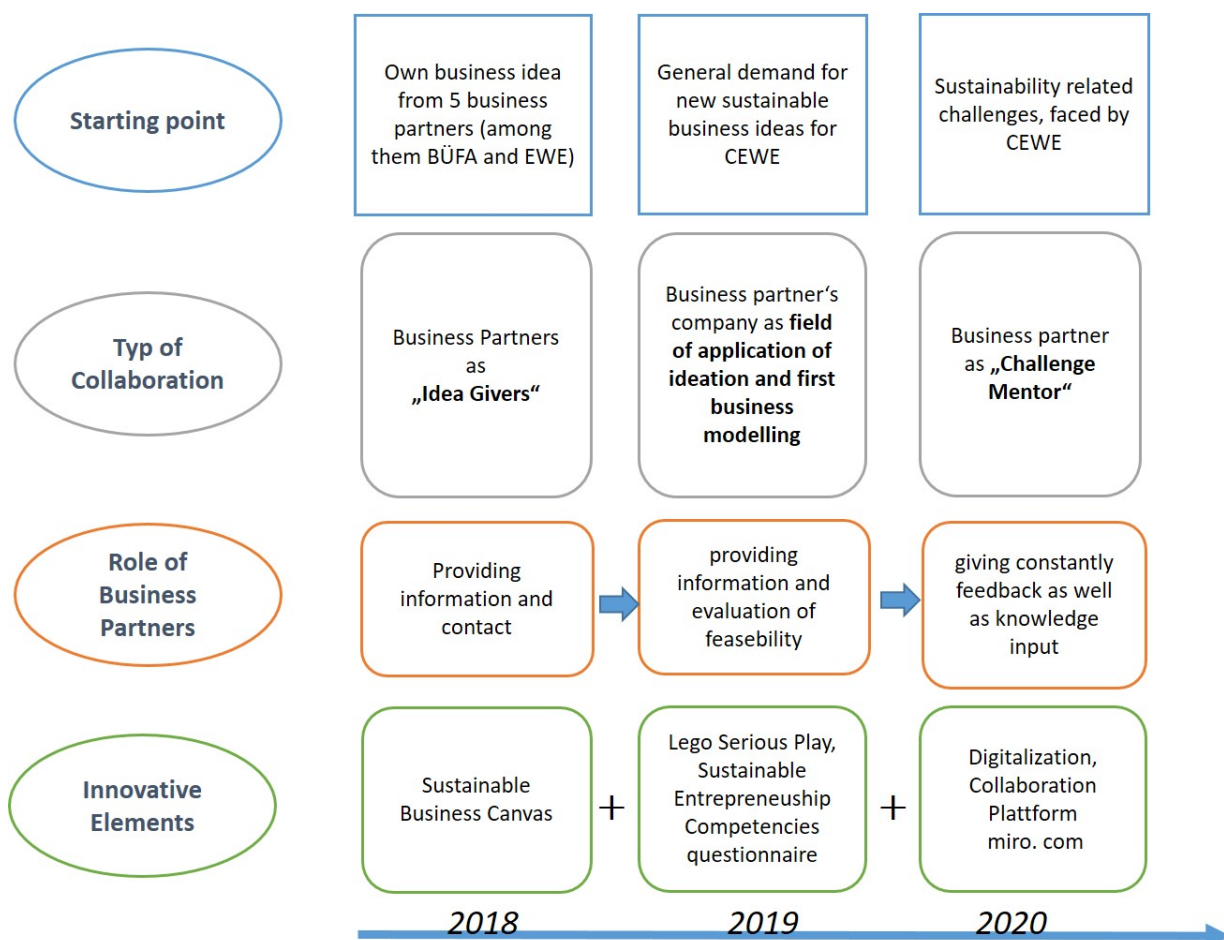 Starting point
Own business idea
from 5 business
partners (among
them BÜFA and EWE)
General demand for
new sustainable
business ideas for
CEWE
Sustainability related
challenges, faced by
CEWE
Typ of
Collaboration
Business Partners
as
„Idea Givers“
Business partner‘s
company as field
of application of
ideation and first
business
modelling
Business partner
as „Challenge
Mentor“
Role of
Business
Partners
Providing
information and
contact
providing
information and
evaluation of
feasebility
giving constantly
feedback as well
as knowledge
input
Innovative
Elements
Sustainable
Business Canvas
+
Lego Serious Play,
Sustainable
Entrepreneuship
Competencies
questionnaire
+
Digitalization,
Collaboration
Plattform
miro. com
2018
2019
2020